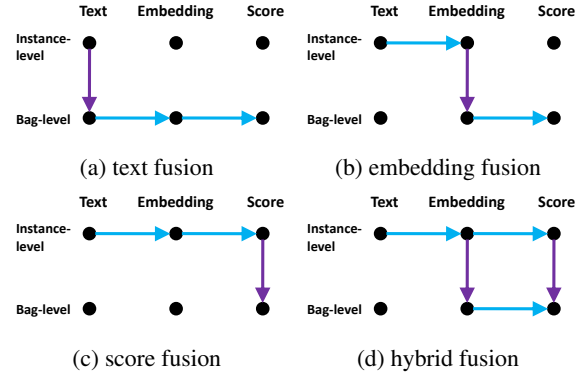 Text Embedding Score
Instance-
level
Bag-level
(a) text fusion
Text Embedding Score
Instance-
level
Bag-level
(b) embedding fusion
Text Embedding Score
Instance-
level
Bag-level
(c) score fusion
Text Embedding Score
Instance-
level
Bag-level
(d) hybrid fusion